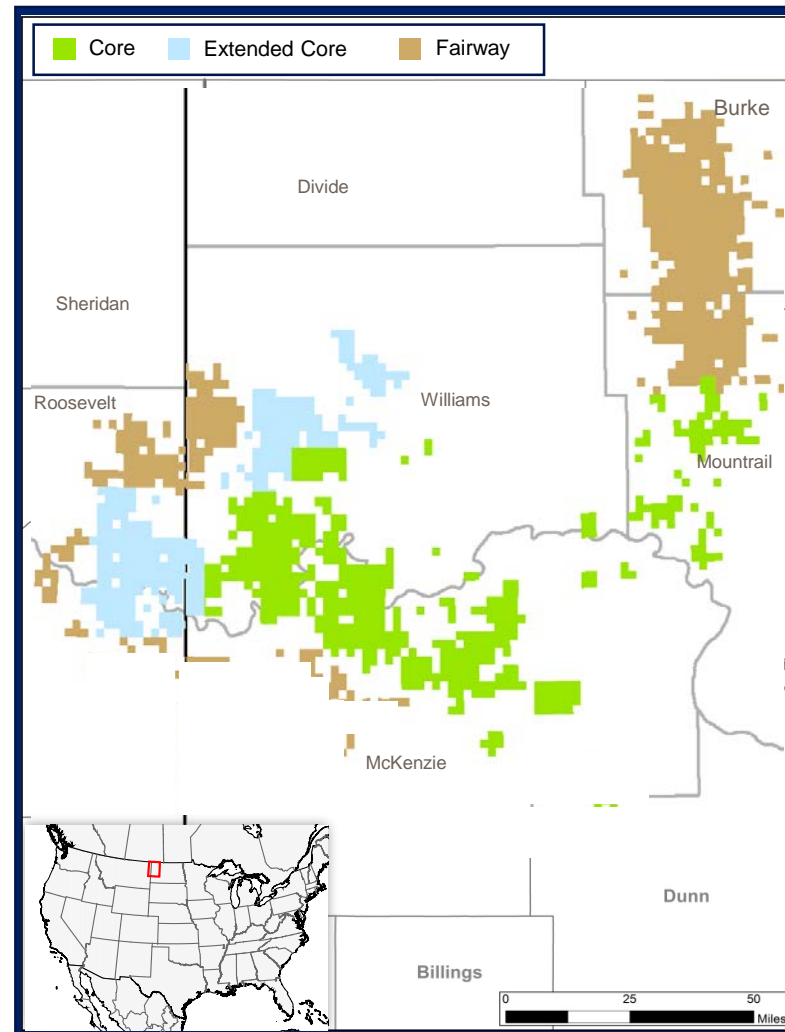 Core Extended Core Fairway
Burke
Divide
Sheridan
Roosevelt
Williams
Mountrail
McKenzie
Dunn
Billings
0 25 50
Miles